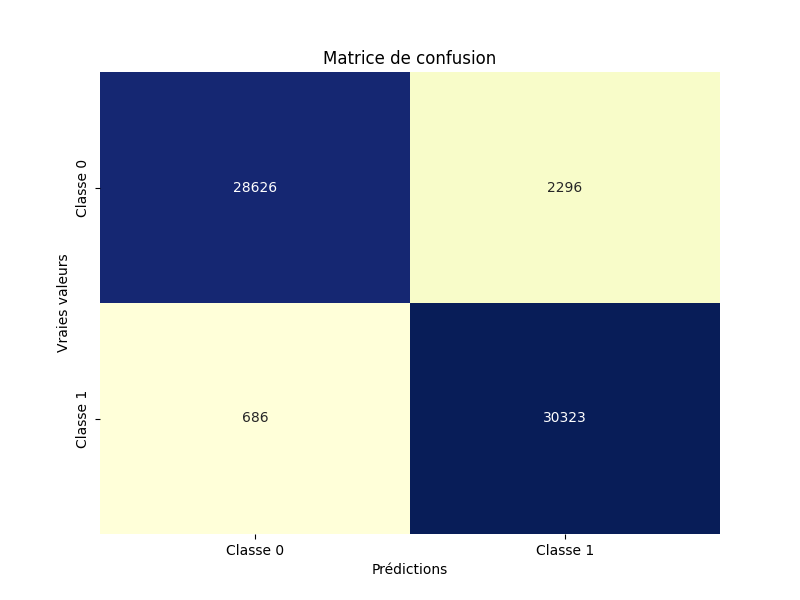 Matrice de confusion
Vraies valeurs
Classe 0
28626
2296
Classe 1
686
30323
Classe 0
Classe 1
Prédictions